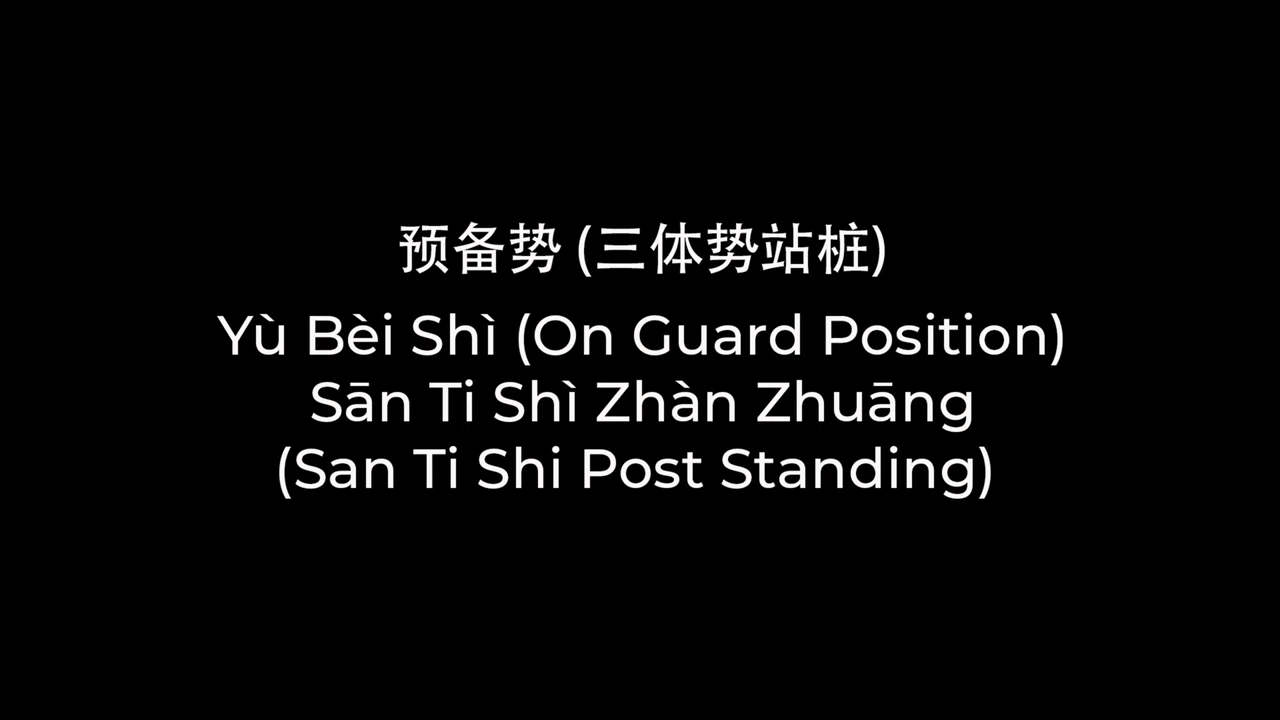 预备势 (三体势站桩)
Yù Bèi Shì (On Guard Position)
Sān Ti Shì Zhàn Zhuāng
(San Ti Shi Post Standing)